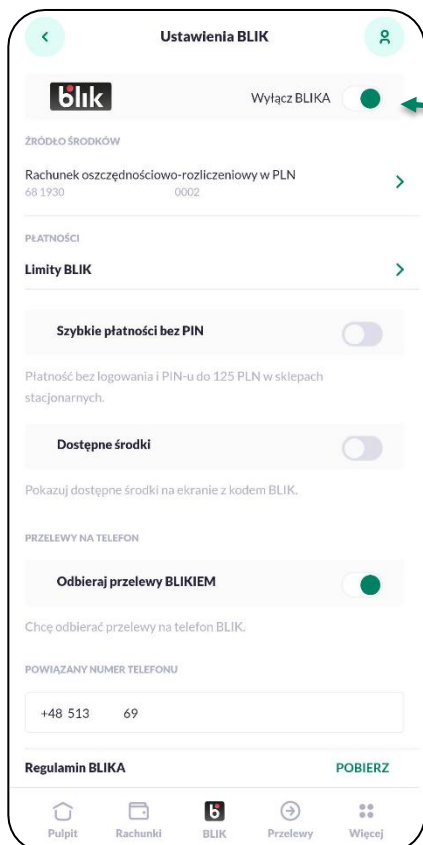 Ustawienia BLIK
blik
Wyłącz BLIKA
ŹRÓDŁO ŚRODKÓW
Rachunek oszczędnościowo-rozliczeniowy w PLN
68 1930 0002
PŁATNOŚCI
Limity BLIK
Szybkie płatności bez PIN
Płatność bez logowania i PIN-u do 125 PLN w sklepach
stacjonarnych.
Dostępne środki
Pokazuj dostępne środki na ekranie z kodem BLIK.
PRZELEWY NA TELEFON
Odbieraj przelewy BLIKIEM
Chcę odbierać przelewy na telefon BLIK.
POWIĄZANY NUMER TELEFONU
+48 513 69
Regulamin BLIKA POBIERZ
Pulpit Rachunki BLIK Przelewy Więcej